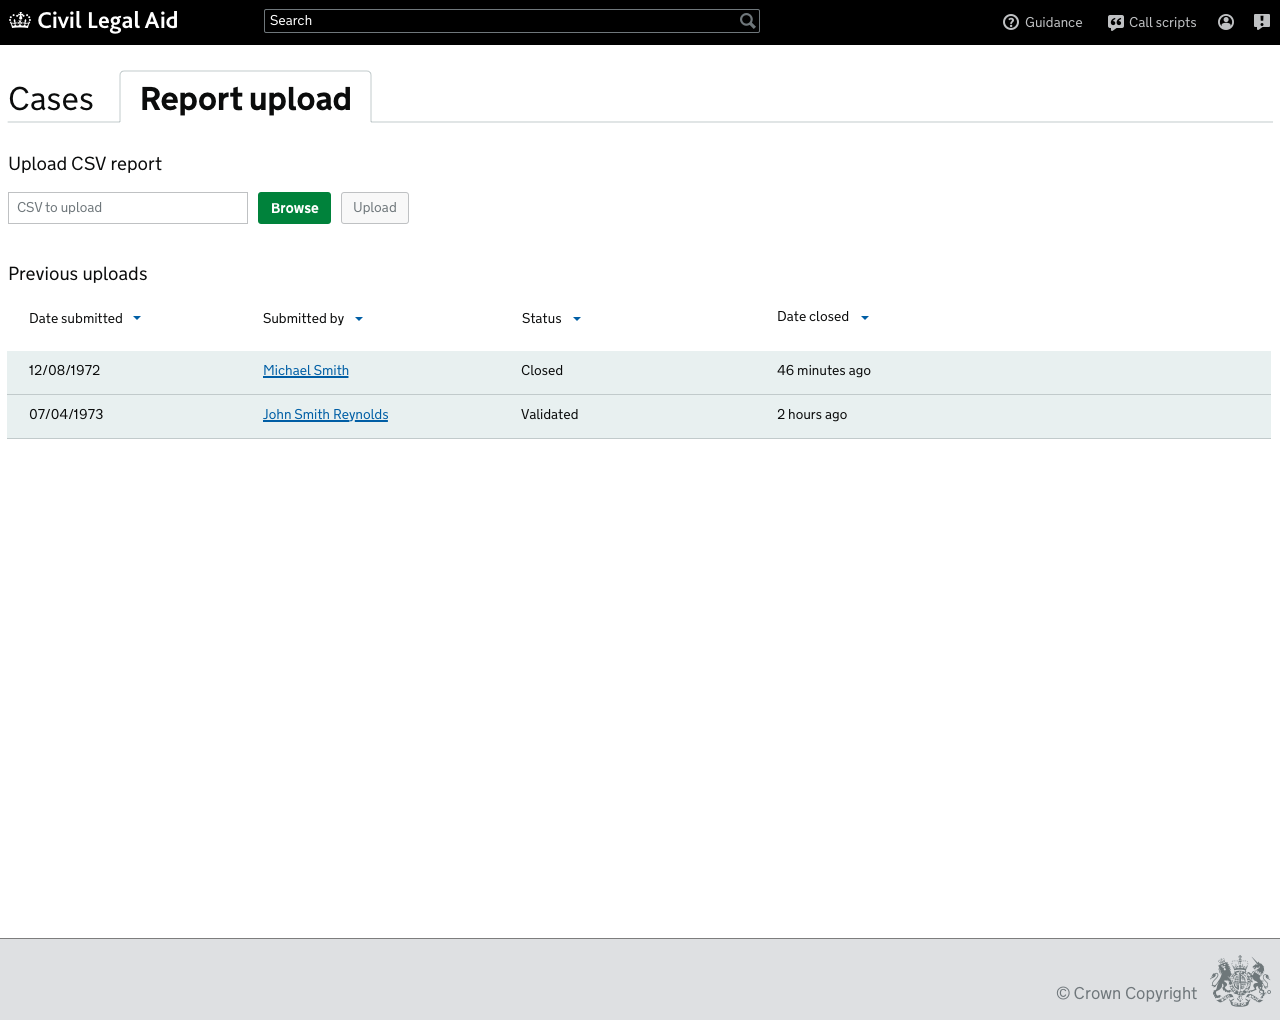 Civil Legal Aid
Search
Guidance
Call scripts
Cases
Report upload
Upload CSV report
CSV to upload
Browse
Upload
Previous uploads
Date submitted Submitted by Status Date closed
12/08/1972 Michael Smith Closed 46 minutes ago
07/04/1973 John Smith Reynolds Validated 2 hours ago
© Crown Copyright